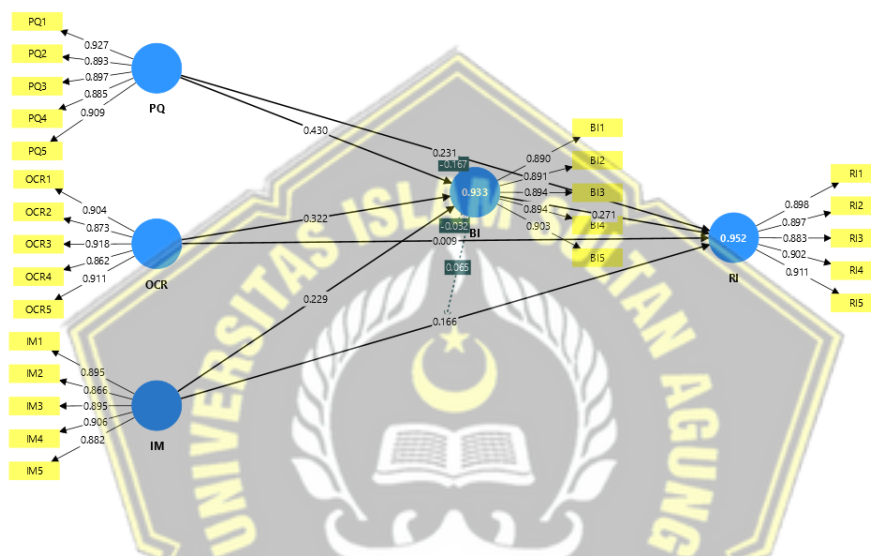 PQ1
PQ2
PQ3
PQ4
PQ5
0.927
0.893
0.897
0.885
0.909
PQ
OCR1
OCR2
OCR3
OCR4
OCR5
0.904
0.873
0.918
0.862
0.911
OCR
IM1
IM2
IM3
IM4
IM5
0.895
0.866
0.895
0.906
0.882
IM
0.430
0.231
0.322
0.009
0.229
0.166
-0.167
0.933
-0.032
BI
0.065
0.890
0.891
0.894
0.894
0.903
0.271
BI1
BI2
BI3
BI4
BI5
0.952
RI
0.898
0.897
0.883
0.902
0.911
RI1
RI2
RI3
RI4
RI5
UNIVERSITAS ISLAM SULTAN AGUNG